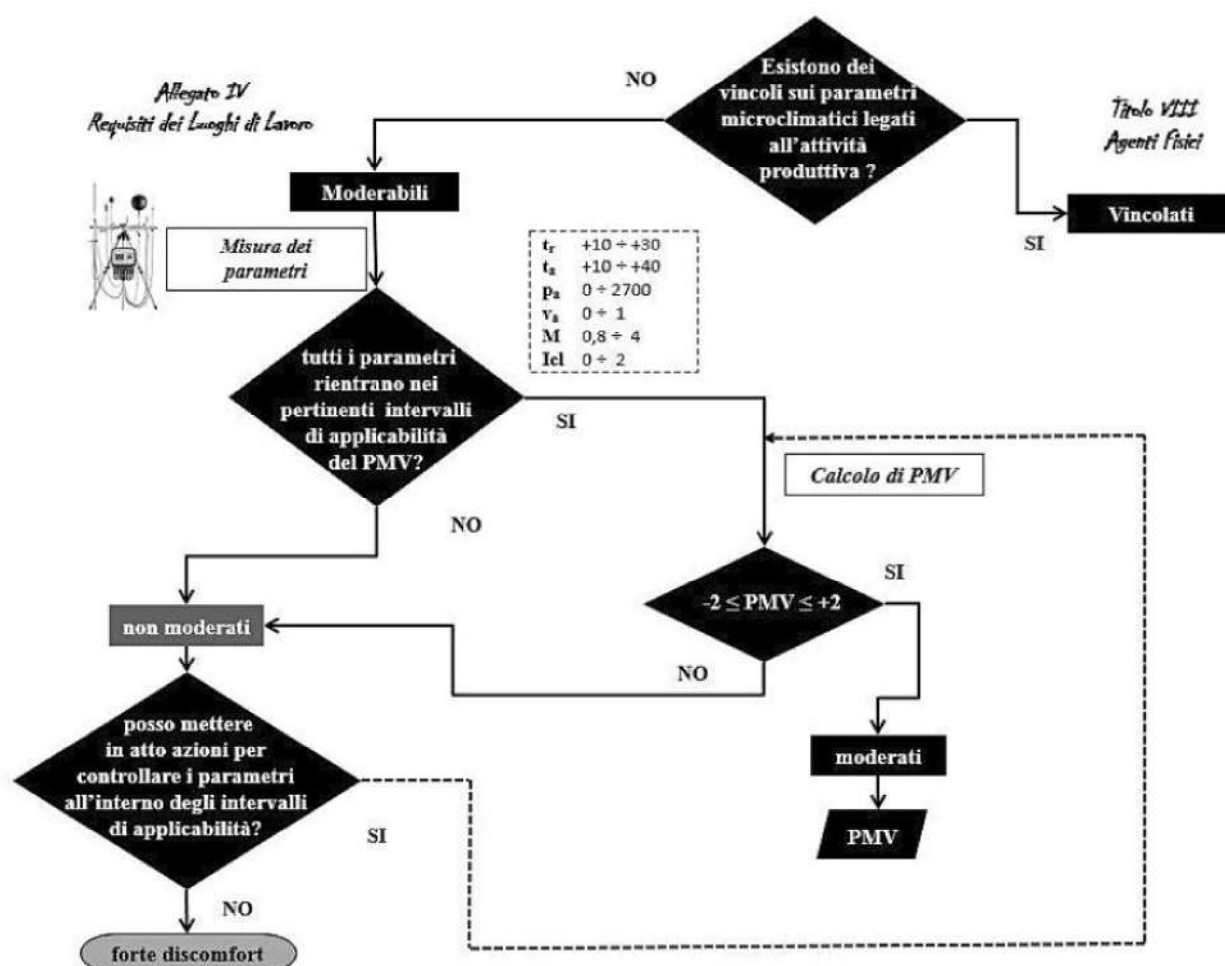 Allegato IV
Requisiti dei Luoghi di Lavoro
NO
Esistono dei
vincoli sui parametri
microclimatici legati
all'attività
produttiva ?
Titolo VIII
Agenti Fisici
Moderabili
SI
Vincolati
Misura dei
parametri
tr +10 ÷ +30
ta +10 ÷ +40
pa 0 ÷ 2700
va 0 ÷ 1
M 0,8 ÷ 4
Icl 0 ÷ 2
tutti i parametri
rientrano nei
pertinenti intervalli
di applicabilità
del PMV?
SI
Calcolo di PMV
NO
-2 ≤ PMV ≤ +2
SI
NO
non moderati
posso mettere
in atto azioni per
controllare i parametri
all'interno degli intervalli
di applicabilità?
SI
moderati
PMV
NO
forte discomfort